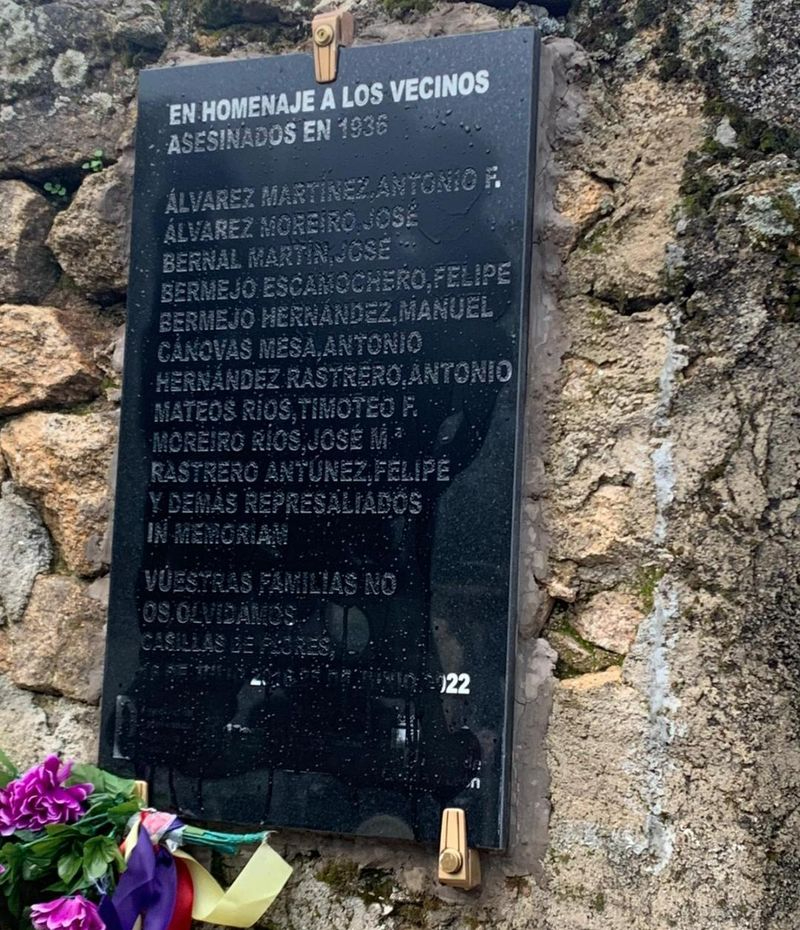 EN HOMENAJE A LOS VECINOS
ASESINADOS EN 1936
ÁLVAREZ MARTÍNEZ,ANTONIO F.
ÁLVAREZ MOREIRO,JOSÉ
BERNAL MARTÍN,JOSÉ
BERMEJO ESCAMOCHERO,FELIPE
BERMEJO HERNÁNDEZ,MANUEL
CÁNOVAS MESA,ANTONIO
HERNÁNDEZ RASTRERO,ANTONIO
MATEOS RÍOS,TIMOTEO F.
MOREIRO RÍOS,JOSÉ M.ª
RASTRERO ANTÚNEZ,FELIPE
Y DEMÁS REPRESALIADOS
IN MEMORIAM
VUESTRAS FAMILIAS NO
OS OLVIDAMOS
CASILLAS DE FLORES,
2022